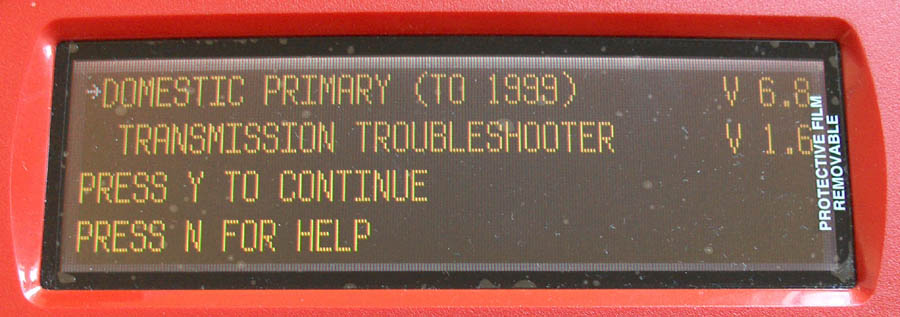 →DOMESTIC PRIMARY (TO 1999) V 6.8
TRANSMISSION TROUBLESHOOTER V 1.6
PRESS Y TO CONTINUE
PRESS N FOR HELP
PROTECTIVE FILM
REMOVABLE